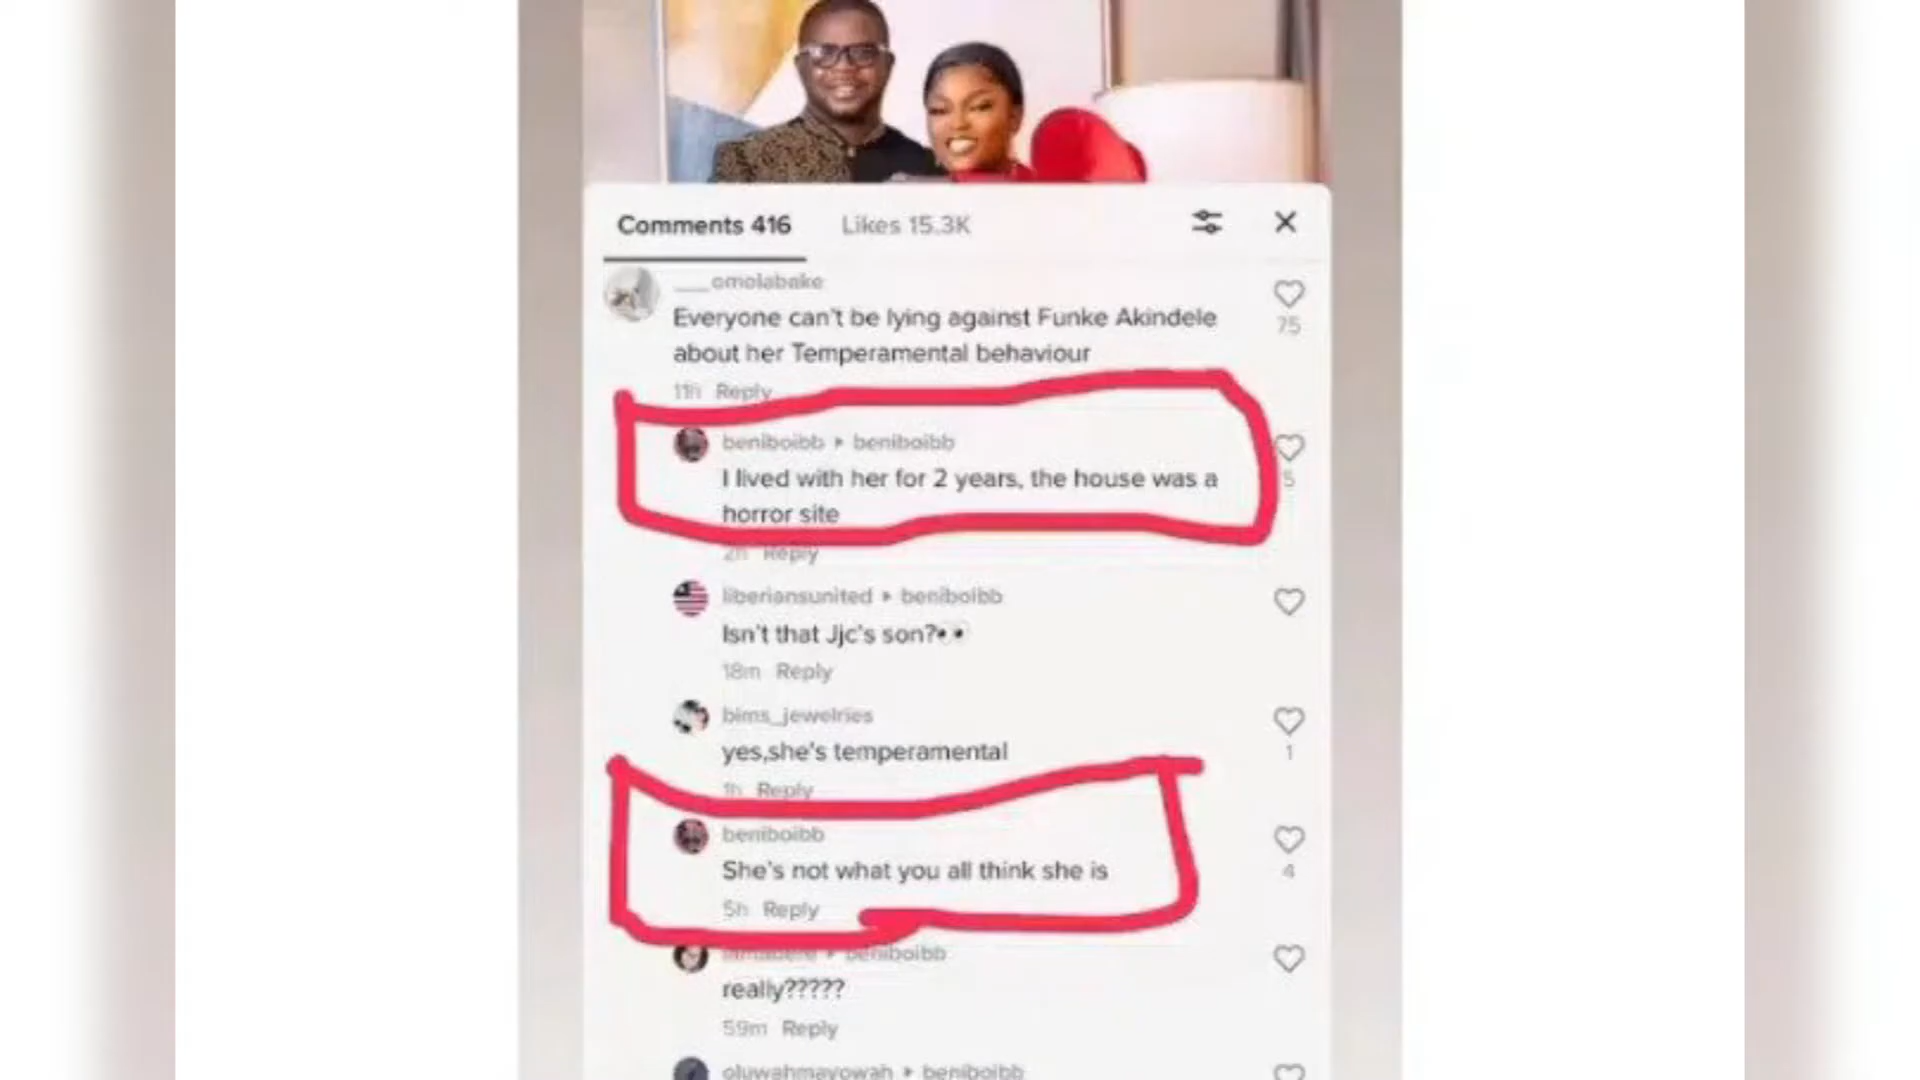 Comments 416 Likes 15.3K
___omolabake
Everyone can't be lying against Funke Akindele
about her Temperamental behaviour
75
11h Reply
beniboibb ▸ beniboibb
I lived with her for 2 years, the house was a
horror site
5
2h Reply
liberiansunited ▸ beniboibb
Isn't that Jjc's son?👀
18m Reply
bims_jewelries
yes,she's temperamental
1
1h Reply
beniboibb
She's not what you all think she is
4
5h Reply
▸ beniboibb
really?????
59m Reply
oluwahmayowah ▸ beniboibb